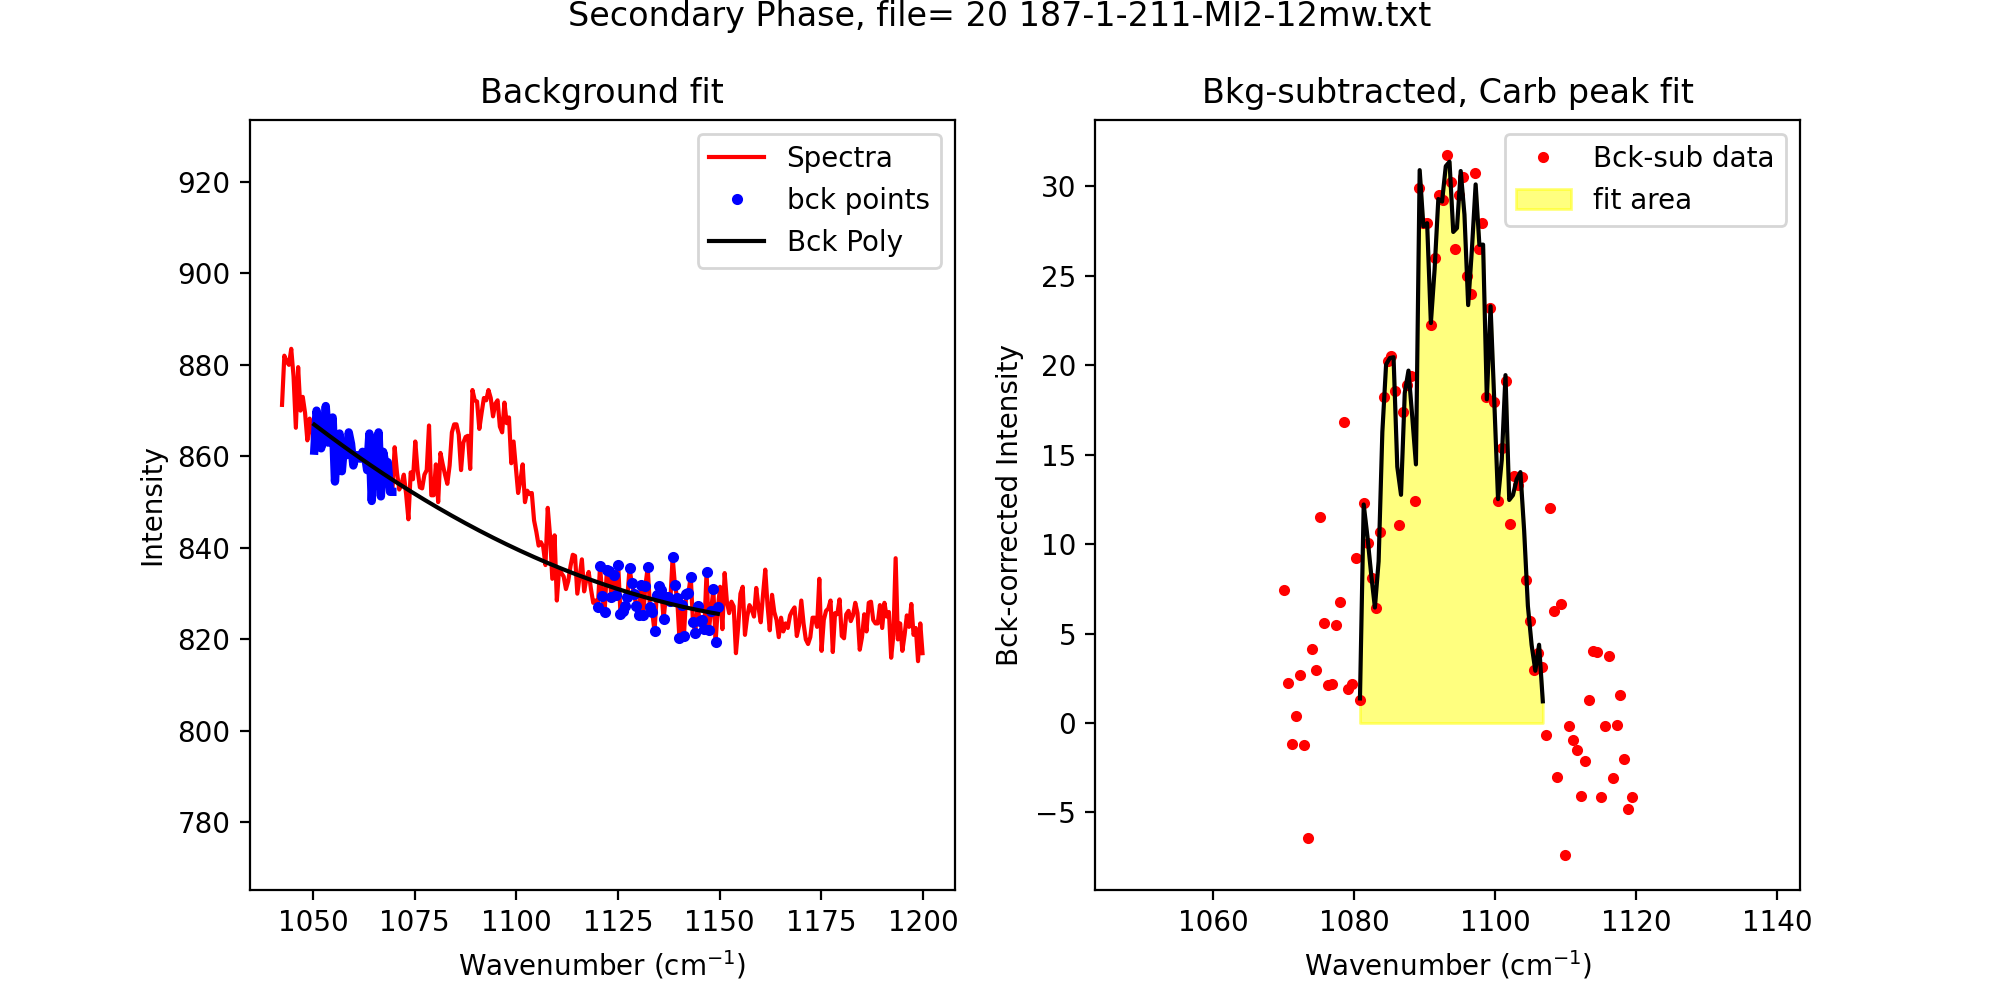 Secondary Phase, file= 20 187-1-211-MI2-12mw.txt
Background fit
Spectra
bck points
Bck Poly
920
900
880
860
840
820
800
780
Intensity
1050 1075 1100 1125 1150 1175 1200
Wavenumber (cm⁻¹)
Bkg-subtracted, Carb peak fit
Bck-sub data
fit area
30
25
20
15
10
5
0
−5
Bck-corrected Intensity
1060 1080 1100 1120 1140
Wavenumber (cm⁻¹)